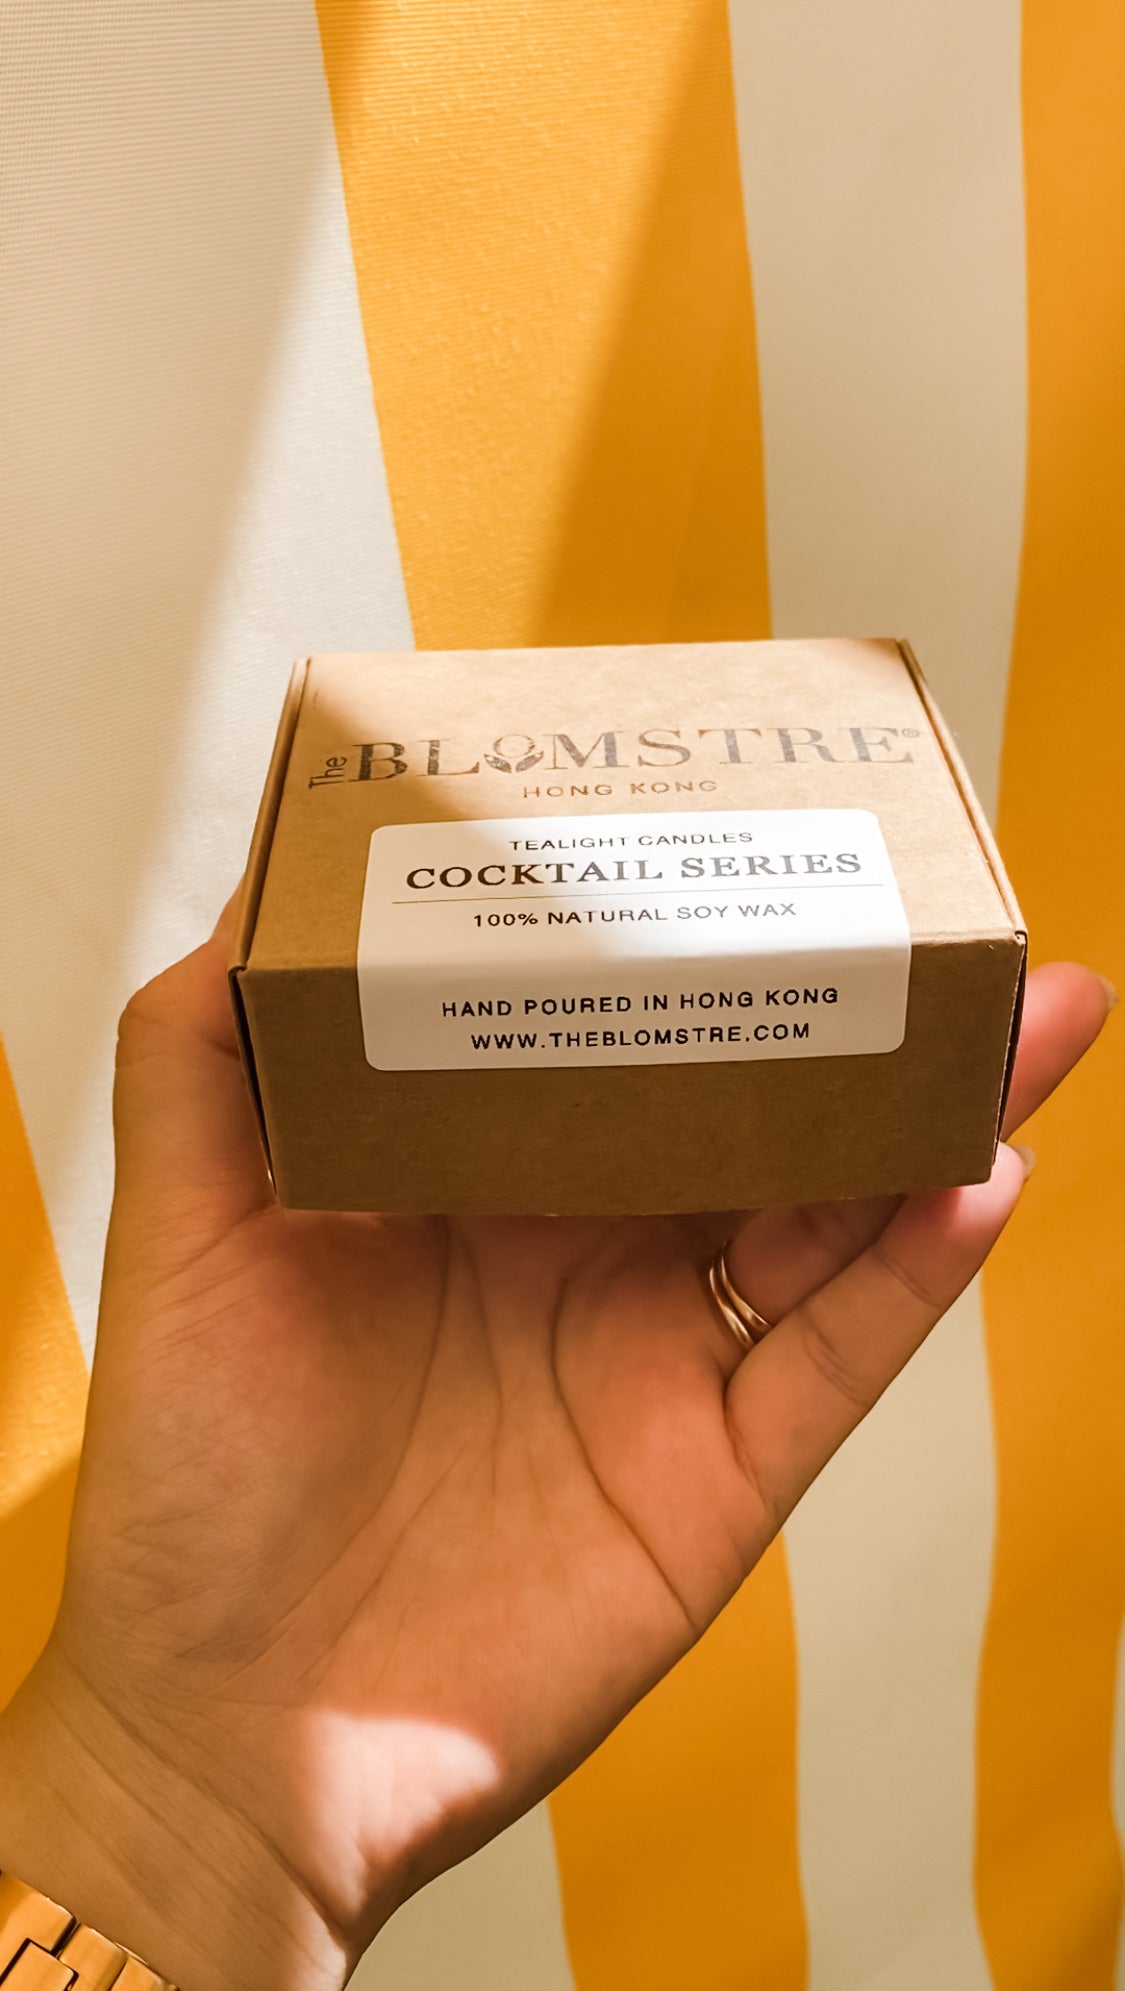 The BLOMSTRE®
HONG KONG
TEALIGHT CANDLES
COCKTAIL SERIES
100% NATURAL SOY WAX
HAND POURED IN HONG KONG
WWW.THEBLOMSTRE.COM